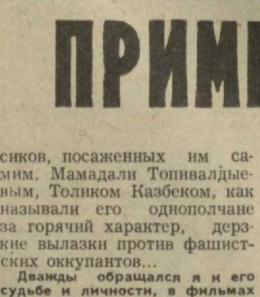 ПРИМ
сиков, посаженных им са-
мим. Мамадали Топивалдые-
вым, Толиком Казбеком, как
называли его однополчане
за горячий характер, дерз-
кие вылазки против фашист-
ских оккупантов...
Дважды обращался я к его
судьбе и личности, в фильмах